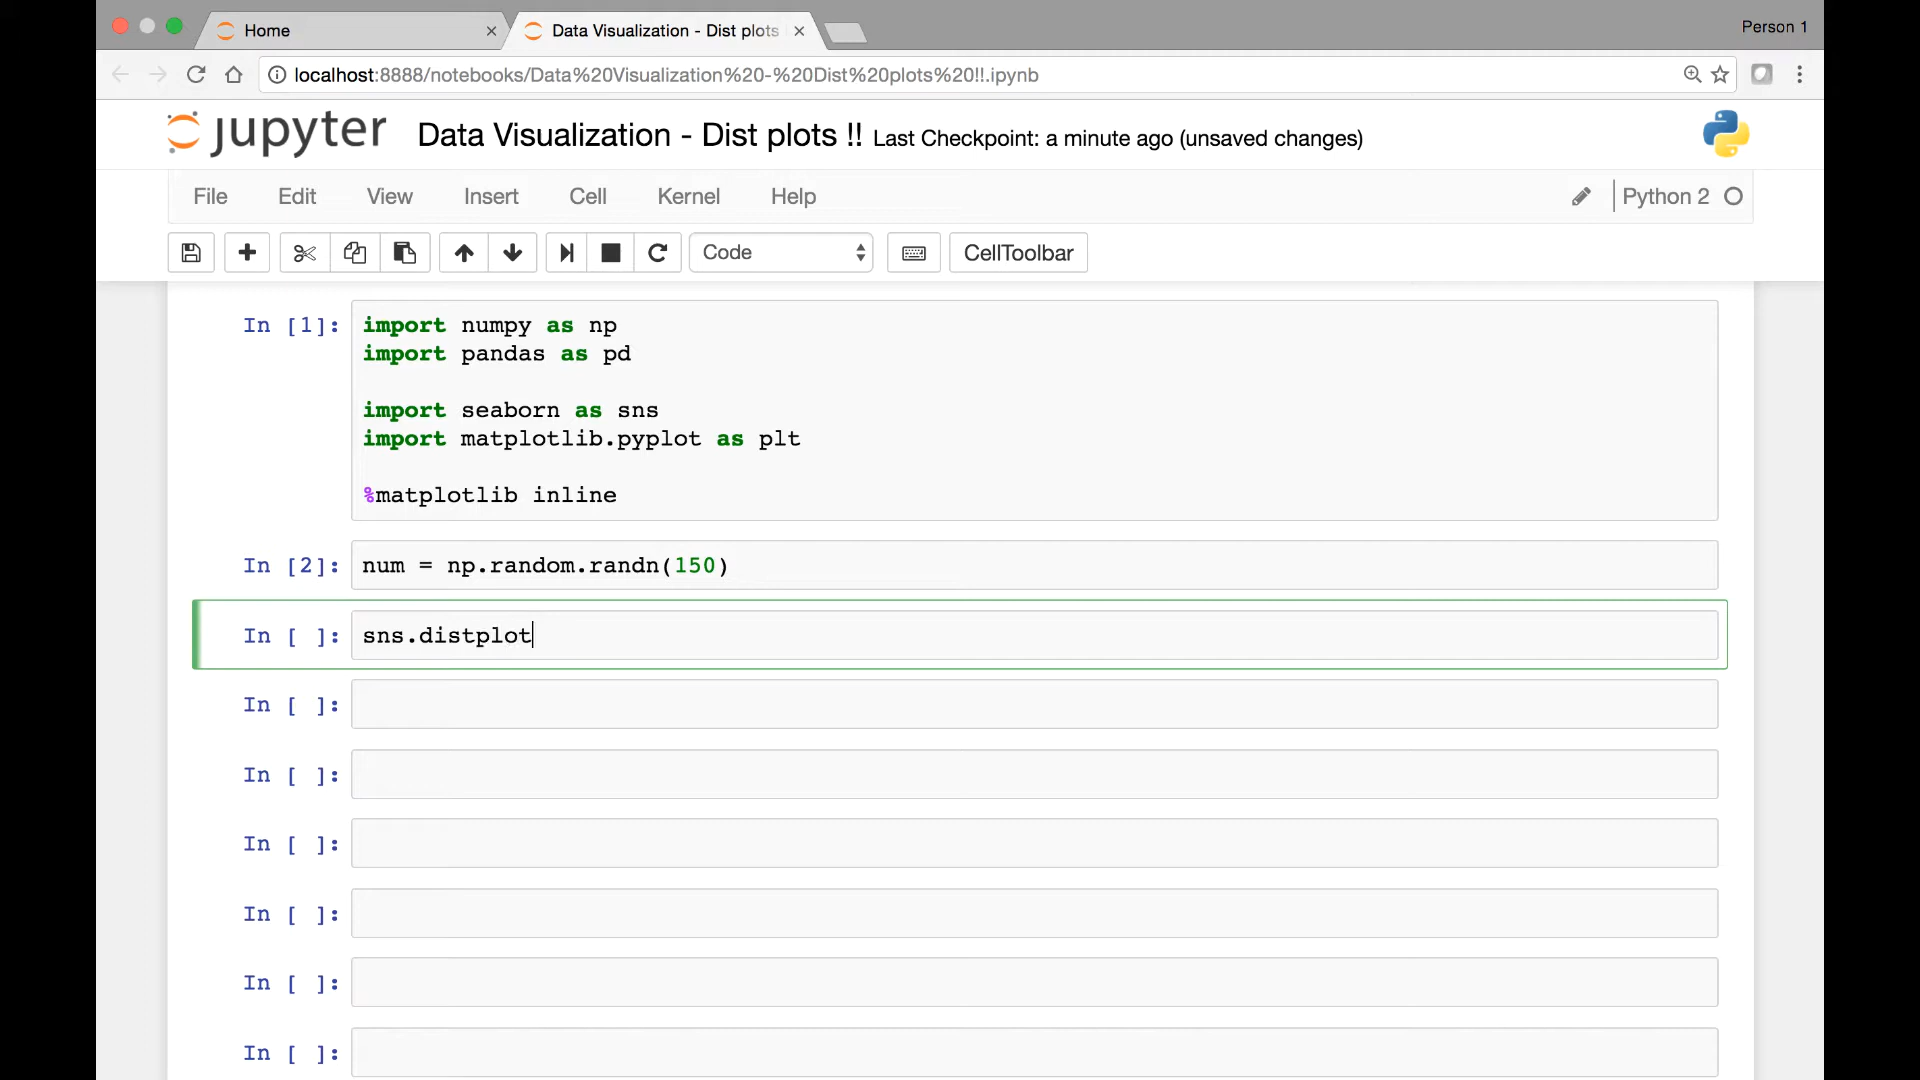 Home
Data Visualization - Dist plots
Person 1
localhost:8888/notebooks/Data%20Visualization%20-%20Dist%20plots%20!!.ipynb
jupyter Data Visualization - Dist plots !! Last Checkpoint: a minute ago (unsaved changes)
File Edit View Insert Cell Kernel Help Python 2
Code CellToolbar
In [1]: import numpy as np
import pandas as pd
import seaborn as sns
import matplotlib.pyplot as plt
%matplotlib inline
In [2]: num = np.random.randn(150)
In [ ]: sns.distplot
In [ ]:
In [ ]:
In [ ]:
In [ ]:
In [ ]:
In [ ]: